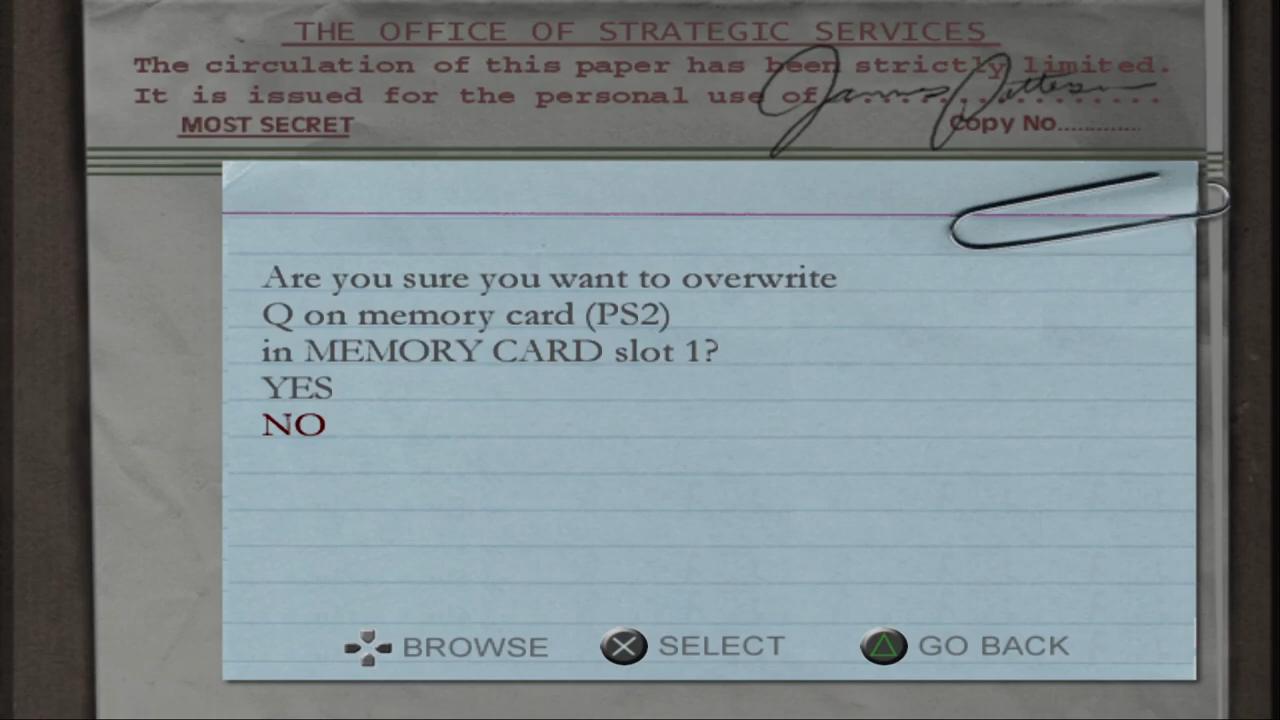 THE OFFICE OF STRATEGIC SERVICES
The circulation of this paper has been strictly limited.
It is issued for the personal use of....................
James Patterson
MOST SECRET
Copy No.............
Are you sure you want to overwrite
Q on memory card (PS2)
in MEMORY CARD slot 1?
YES
NO
BROWSE
SELECT
GO BACK